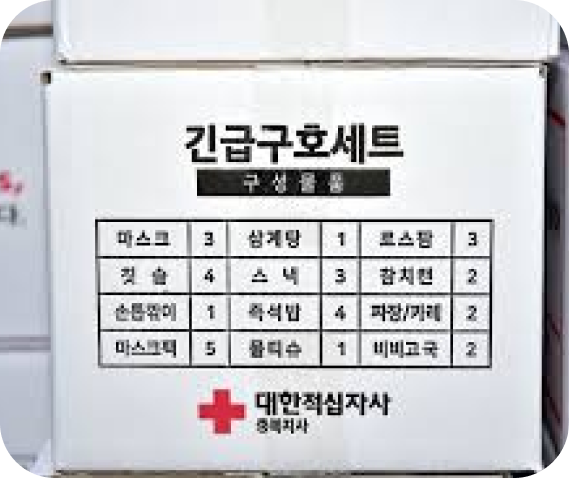 긴급구호세트
구성물품
마스크 3 삼계탕 1 로스팜 3
칫솔 4 스낵 3 참치캔 2
손톱깎이 1 즉석밥 4 짜장/카레 2
마스크팩 5 물티슈 1 비비고국 2
대한적십자사
충북지사
s,
다.